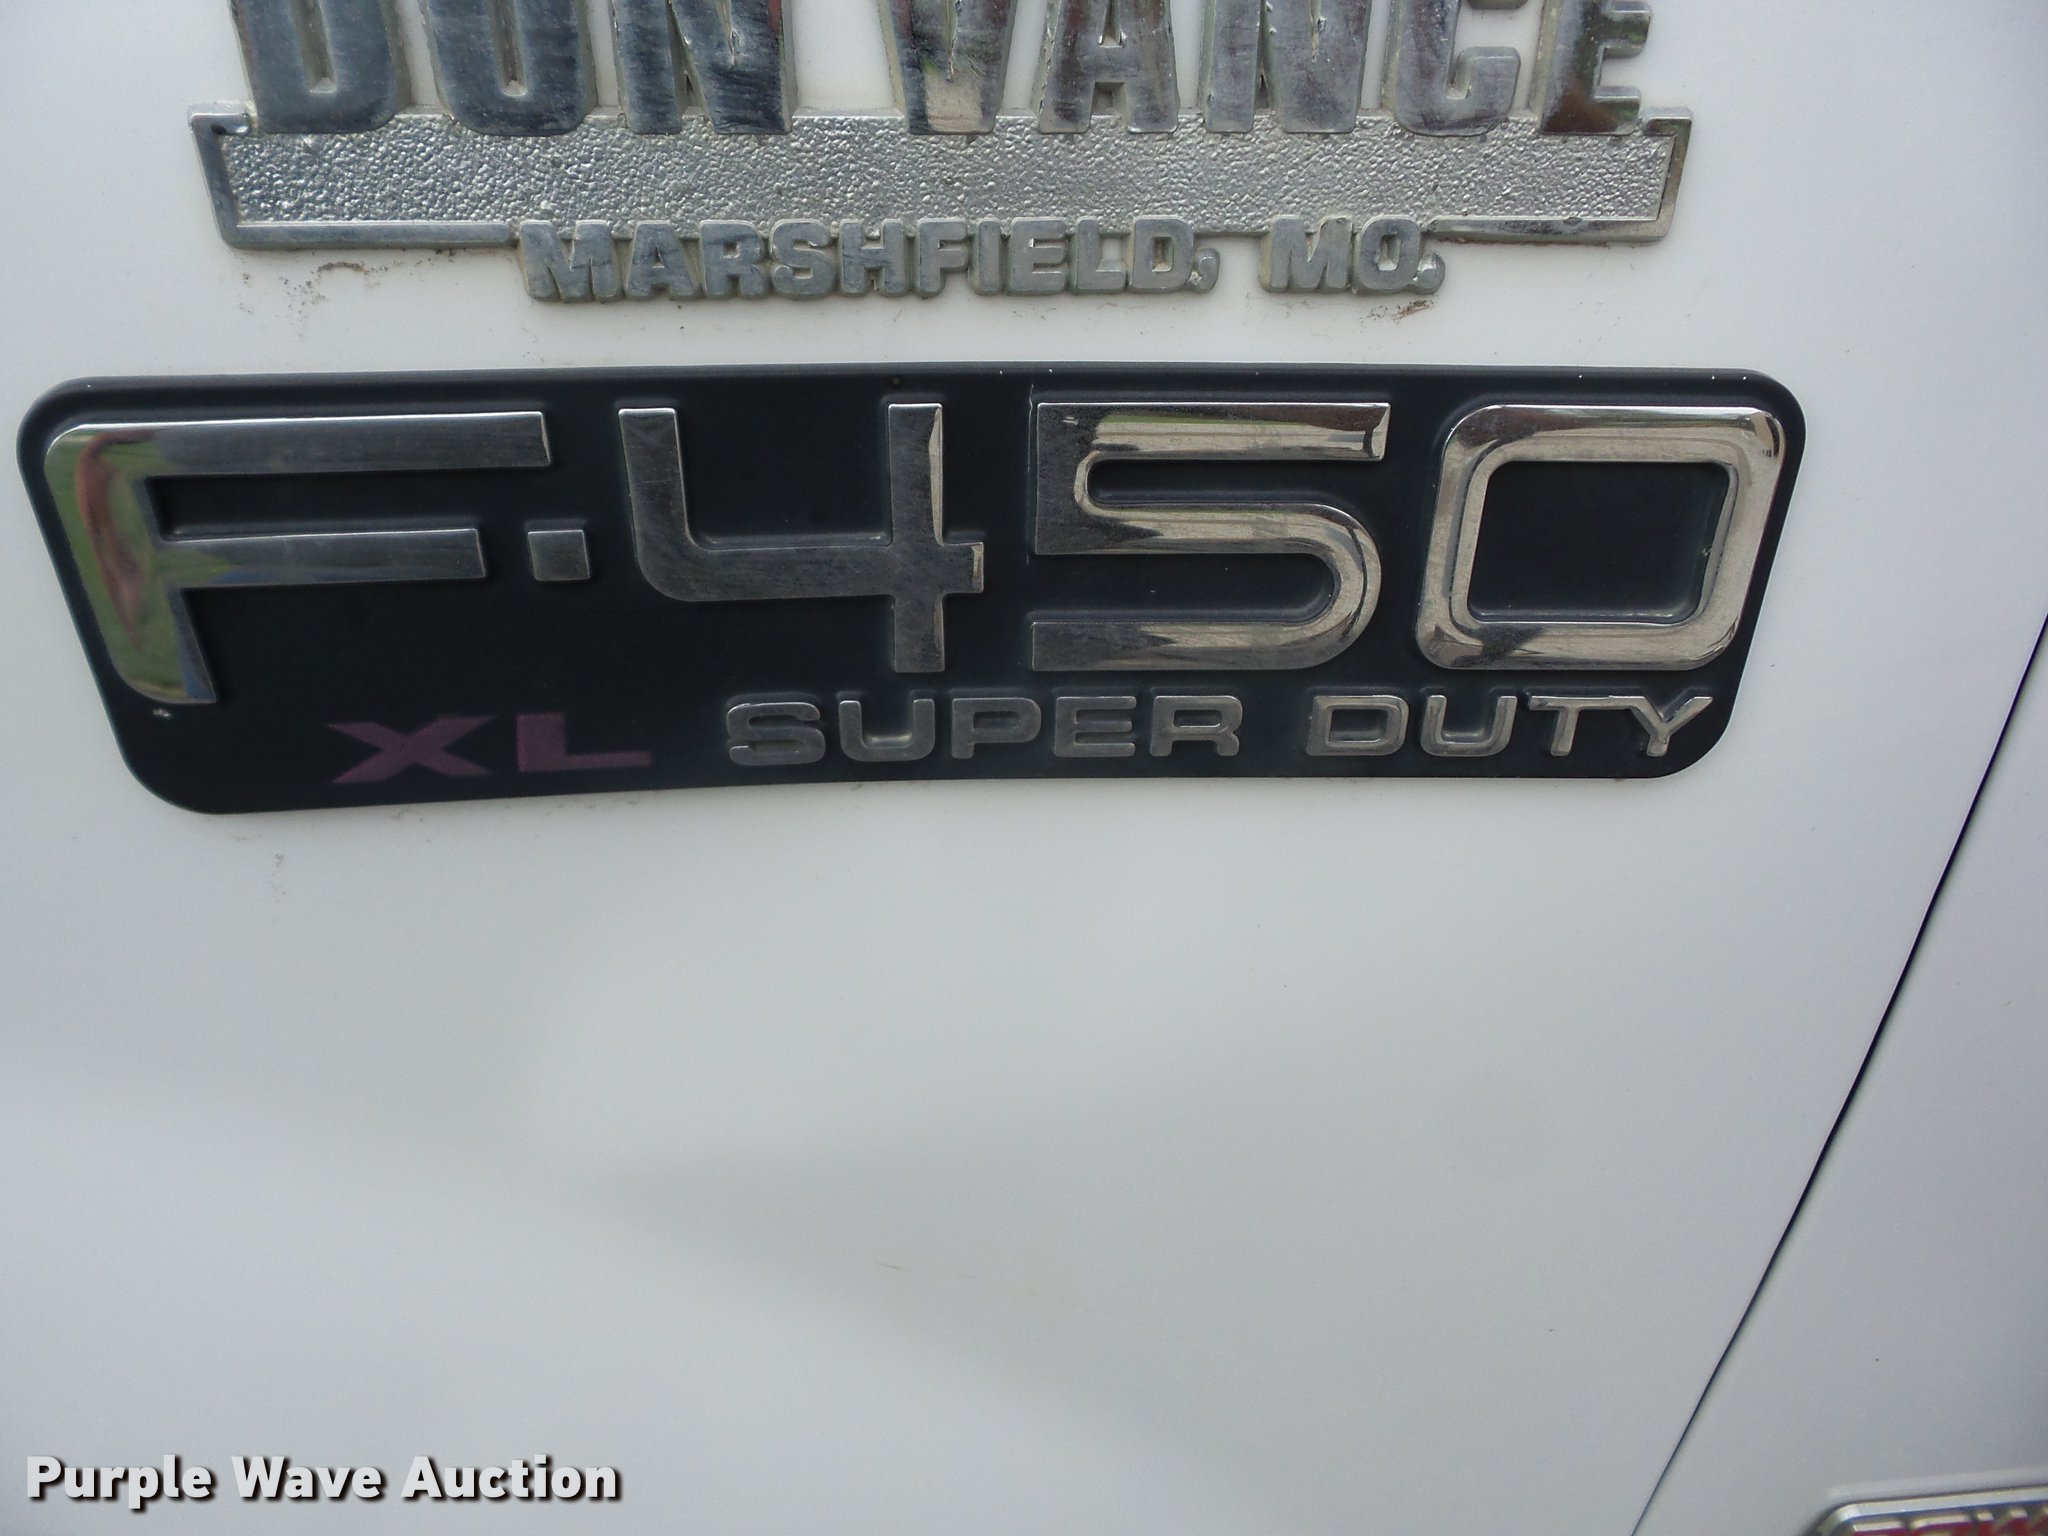 DON VANCE
MARSHFIELD, MO.
F-450
XL SUPER DUTY
Purple Wave Auction